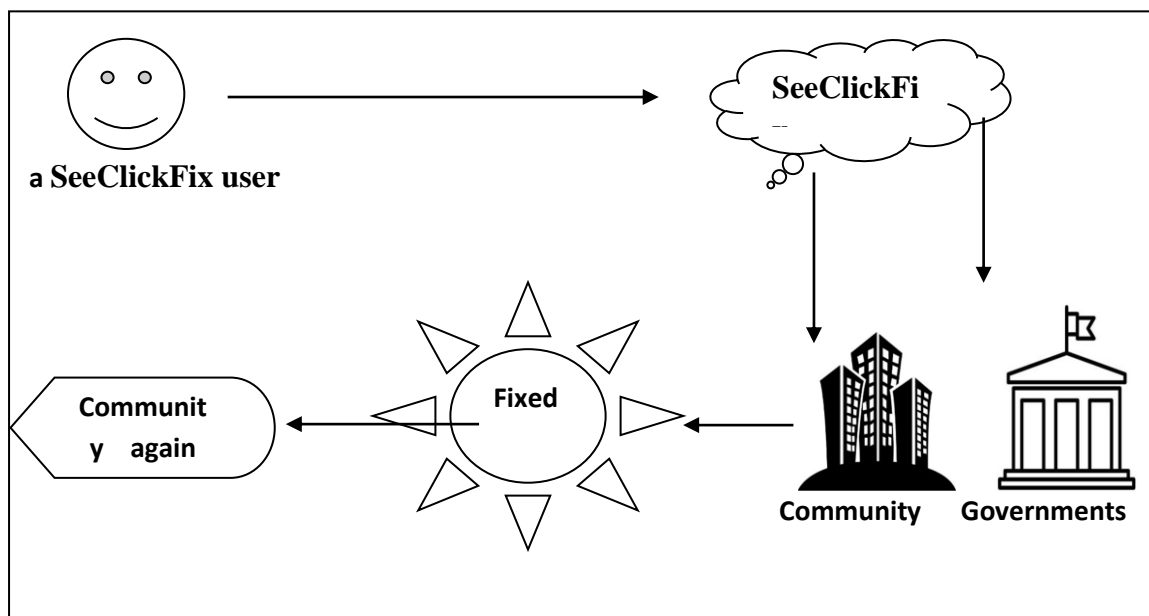 SeeClickFi
a SeeClickFix user
Fixed
Communit
y again
Community Governments